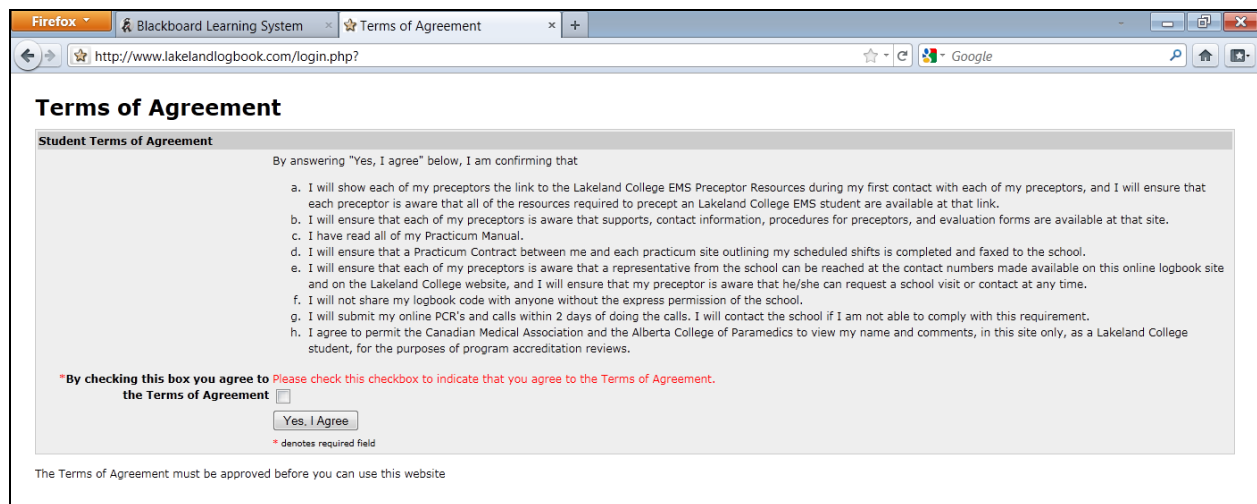 Firefox
Blackboard Learning System
Terms of Agreement
http://www.lakelandlogbook.com/login.php?
Google
Terms of Agreement
Student Terms of Agreement
By answering "Yes, I agree" below, I am confirming that
a. I will show each of my preceptors the link to the Lakeland College EMS Preceptor Resources during my first contact with each of my preceptors, and I will ensure that
each preceptor is aware that all of the resources required to precept an Lakeland College EMS student are available at that link.
b. I will ensure that each of my preceptors is aware that supports, contact information, procedures for preceptors, and evaluation forms are available at that site.
c. I have read all of my Practicum Manual.
d. I will ensure that a Practicum Contract between me and each practicum site outlining my scheduled shifts is completed and faxed to the school.
e. I will ensure that each of my preceptors is aware that a representative from the school can be reached at the contact numbers made available on this online logbook site
and on the Lakeland College website, and I will ensure that my preceptor is aware that he/she can request a school visit or contact at any time.
f. I will not share my logbook code with anyone without the express permission of the school.
g. I will submit my online PCR's and calls within 2 days of doing the calls. I will contact the school if I am not able to comply with this requirement.
h. I agree to permit the Canadian Medical Association and the Alberta College of Paramedics to view my name and comments, in this site only, as a Lakeland College
student, for the purposes of program accreditation reviews.
*By checking this box you agree to Please check this checkbox to indicate that you agree to the Terms of Agreement.
the Terms of Agreement
Yes, I Agree
* denotes required field
The Terms of Agreement must be approved before you can use this website